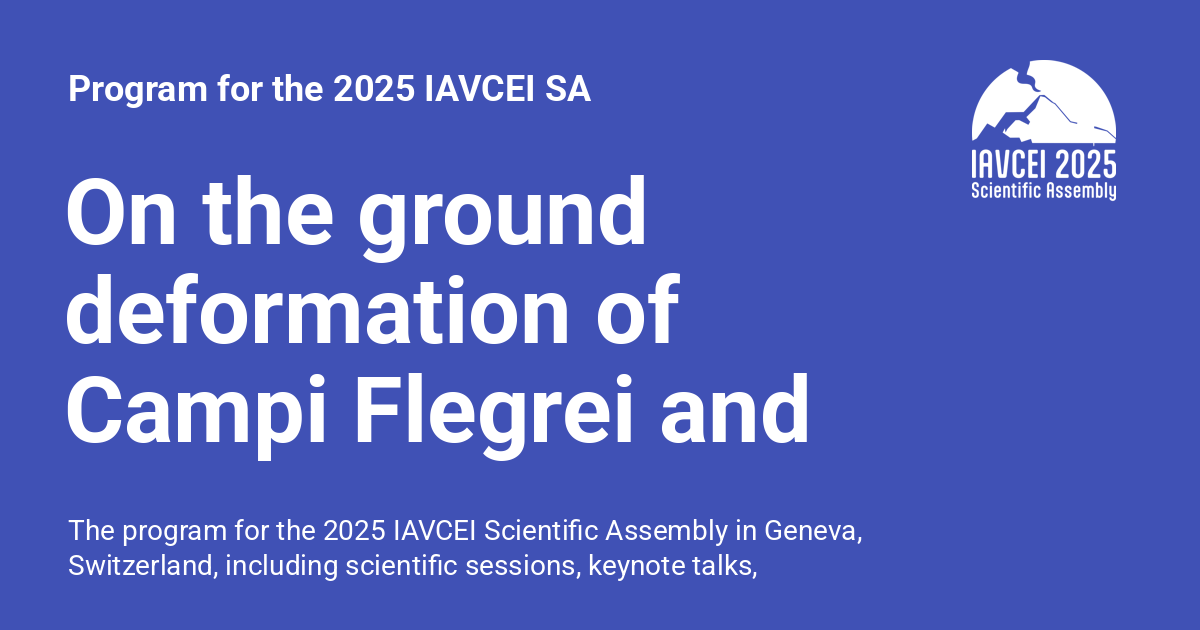 Program for the 2025 IAVCEI SA
IAVCEI 2025
Scientific Assembly
On the ground
deformation of
Campi Flegrei and
The program for the 2025 IAVCEI Scientific Assembly in Geneva,
Switzerland, including scientific sessions, keynote talks,